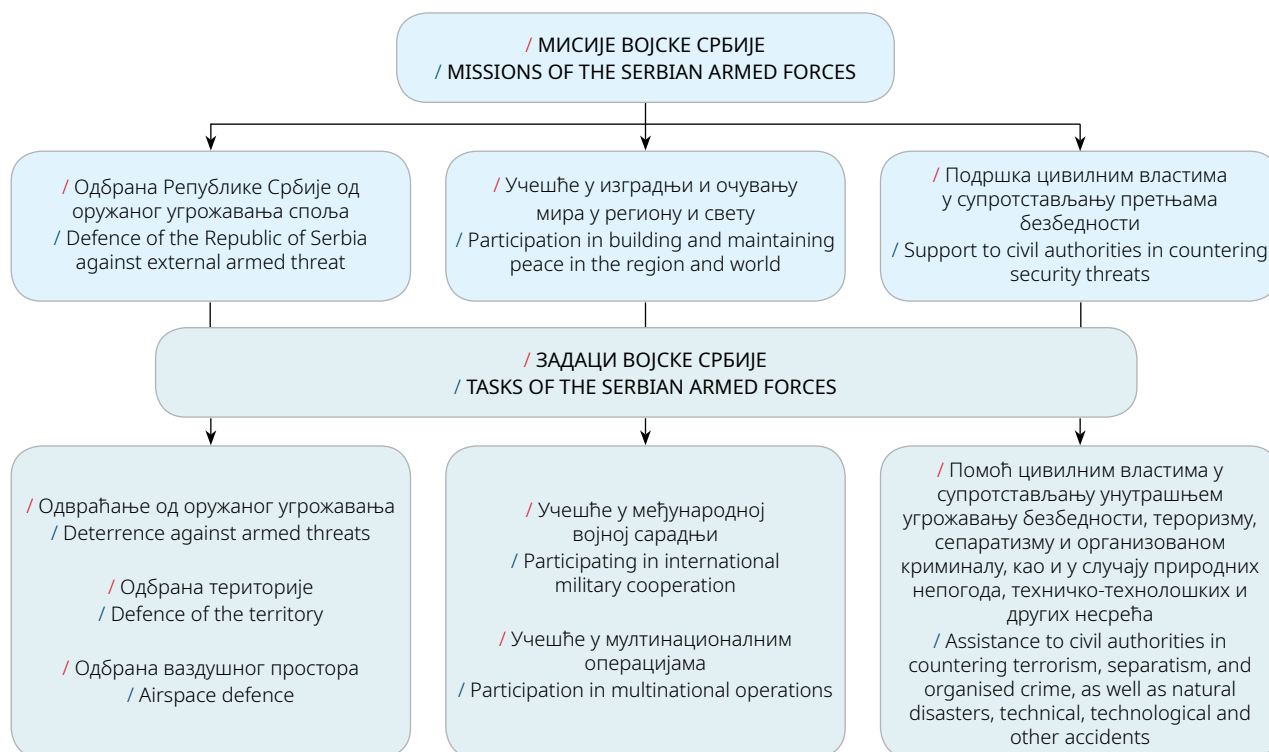 / МИСИЈЕ ВОЈСКЕ СРБИЈЕ
/ MISSIONS OF THE SERBIAN ARMED FORCES
/ Одбрана Републике Србије од
оружаног угрожавања споља
/ Defence of the Republic of Serbia
against external armed threat
/ Учешће у изградњи и очувању
мира у региону и свету
/ Participation in building and maintaining
peace in the region and world
/ Подршка цивилним властима
у супротстављању претњама
безбедности
/ Support to civil authorities in countering
security threats
/ ЗАДАЦИ ВОЈСКЕ СРБИЈЕ
/ TASKS OF THE SERBIAN ARMED FORCES
/ Одвраћање од оружаног угрожавања
/ Deterrence against armed threats
/ Одбрана територије
/ Defence of the territory
/ Одбрана ваздушног простора
/ Airspace defence
/ Учешће у међународној
војној сарадњи
/ Participating in international
military cooperation
/ Учешће у мултинационалним
операцијама
/ Participation in multinational operations
/ Помоћ цивилним властима у
супротстављању унутрашњем
угрожавању безбедности, тероризму,
сепаратизму и организованом
криминалу, као и у случају природних
непогода, техничко-технолошких и
других несрећа
/ Assistance to civil authorities in
countering terrorism, separatism, and
organised crime, as well as natural
disasters, technical, technological and
other accidents